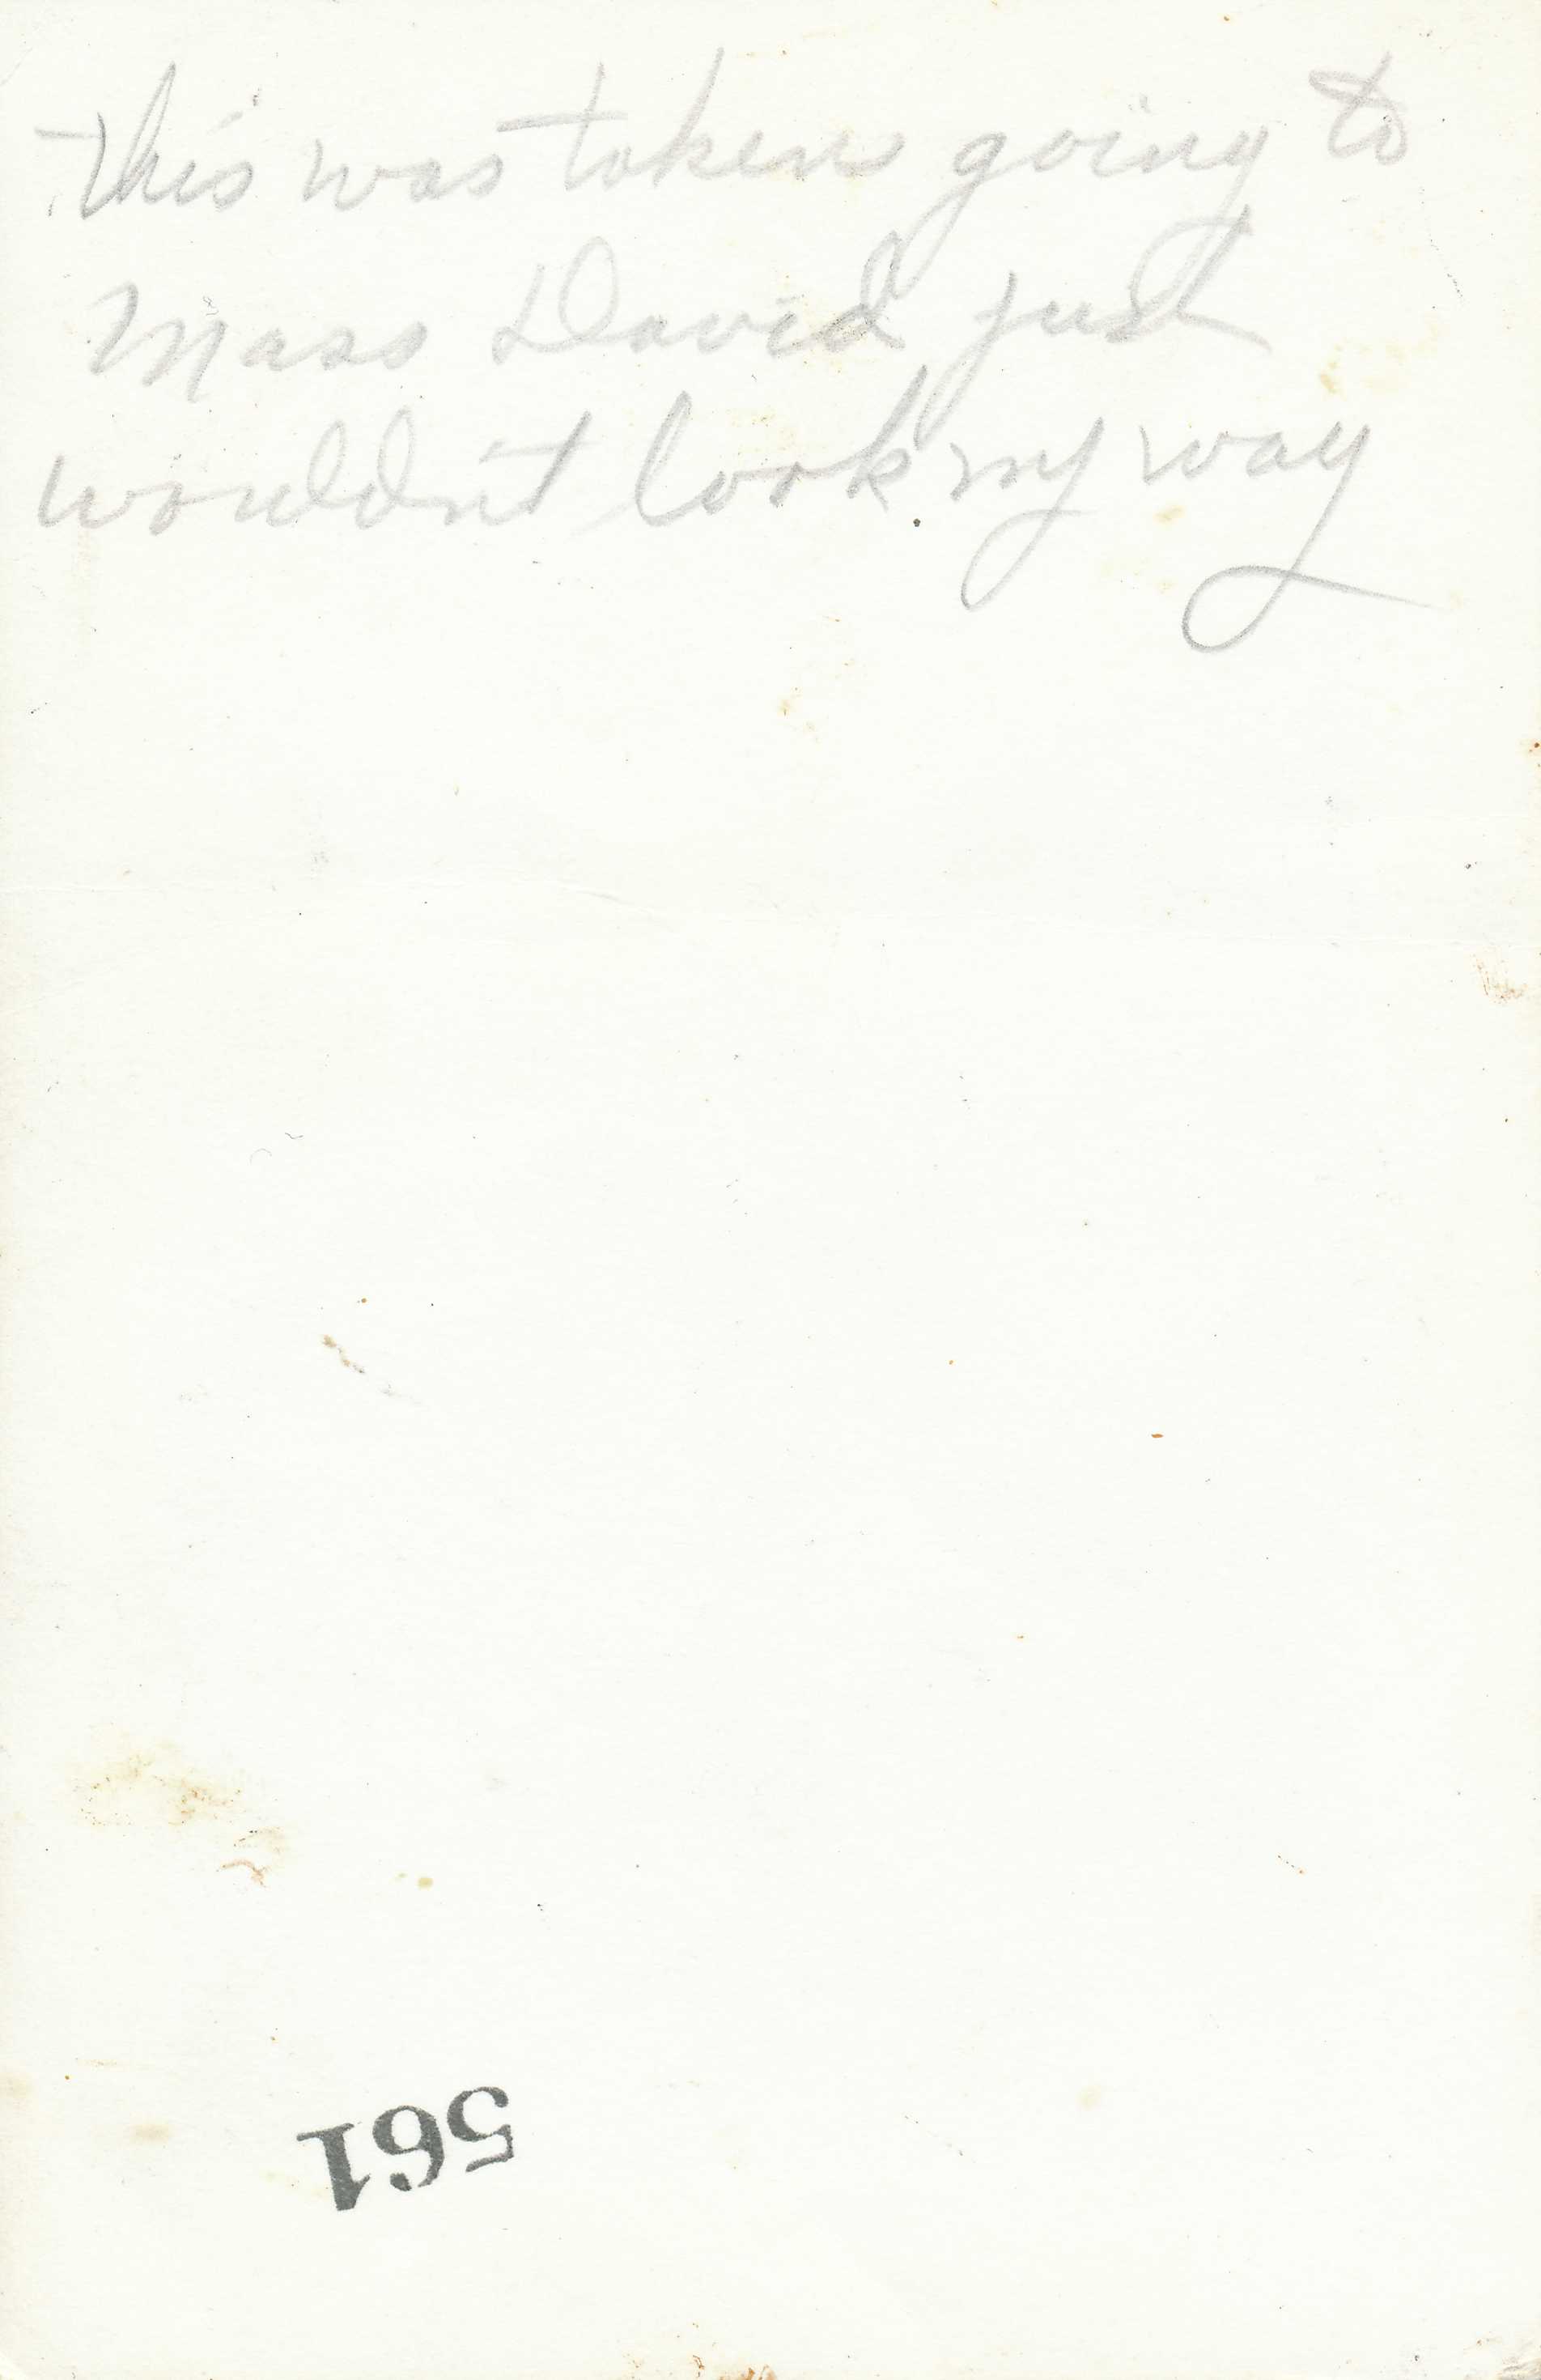 This was taken going to
Mass David just
wouldn't look my way
561